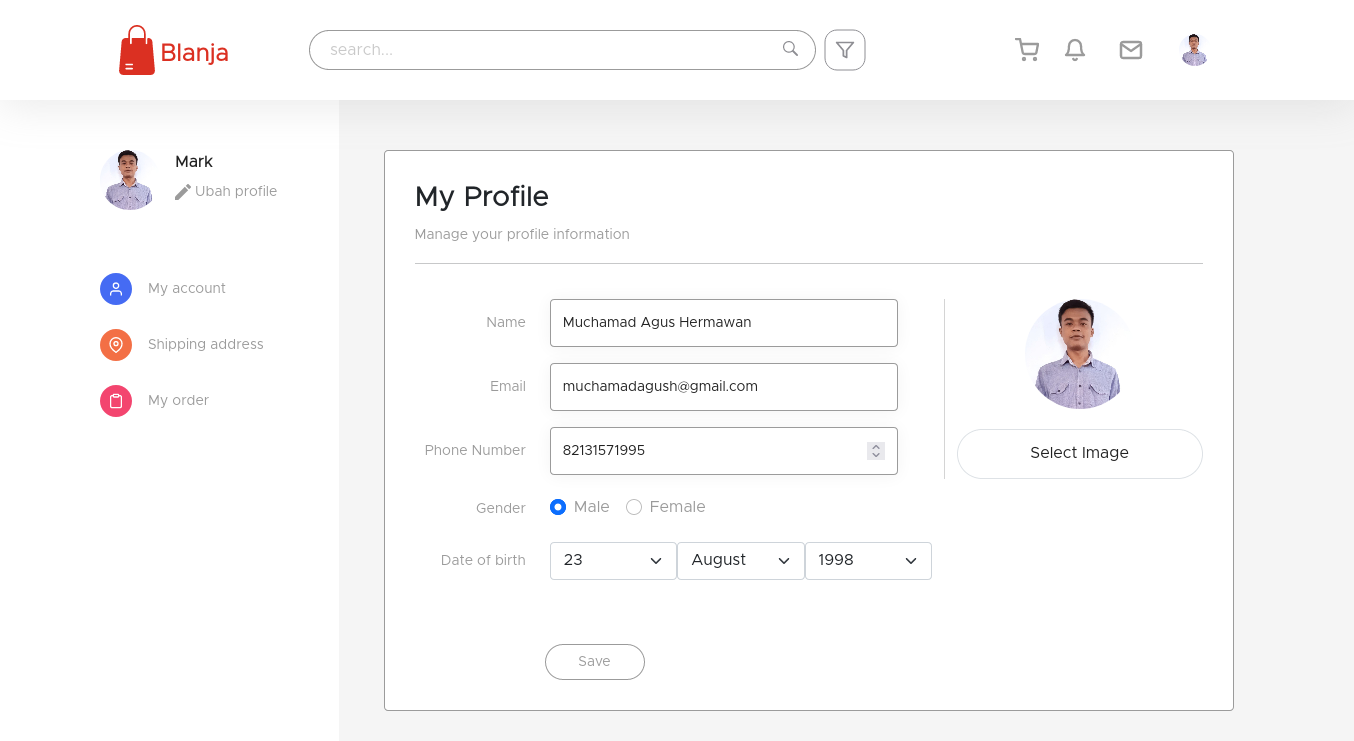 Blanja
search...
Mark
Ubah profile
My account
Shipping address
My order
My Profile
Manage your profile information
Name
Muchamad Agus Hermawan
Email
muchamadagush@gmail.com
Phone Number
82131571995
Gender
Male
Female
Date of birth
23
August
1998
Select Image
Save